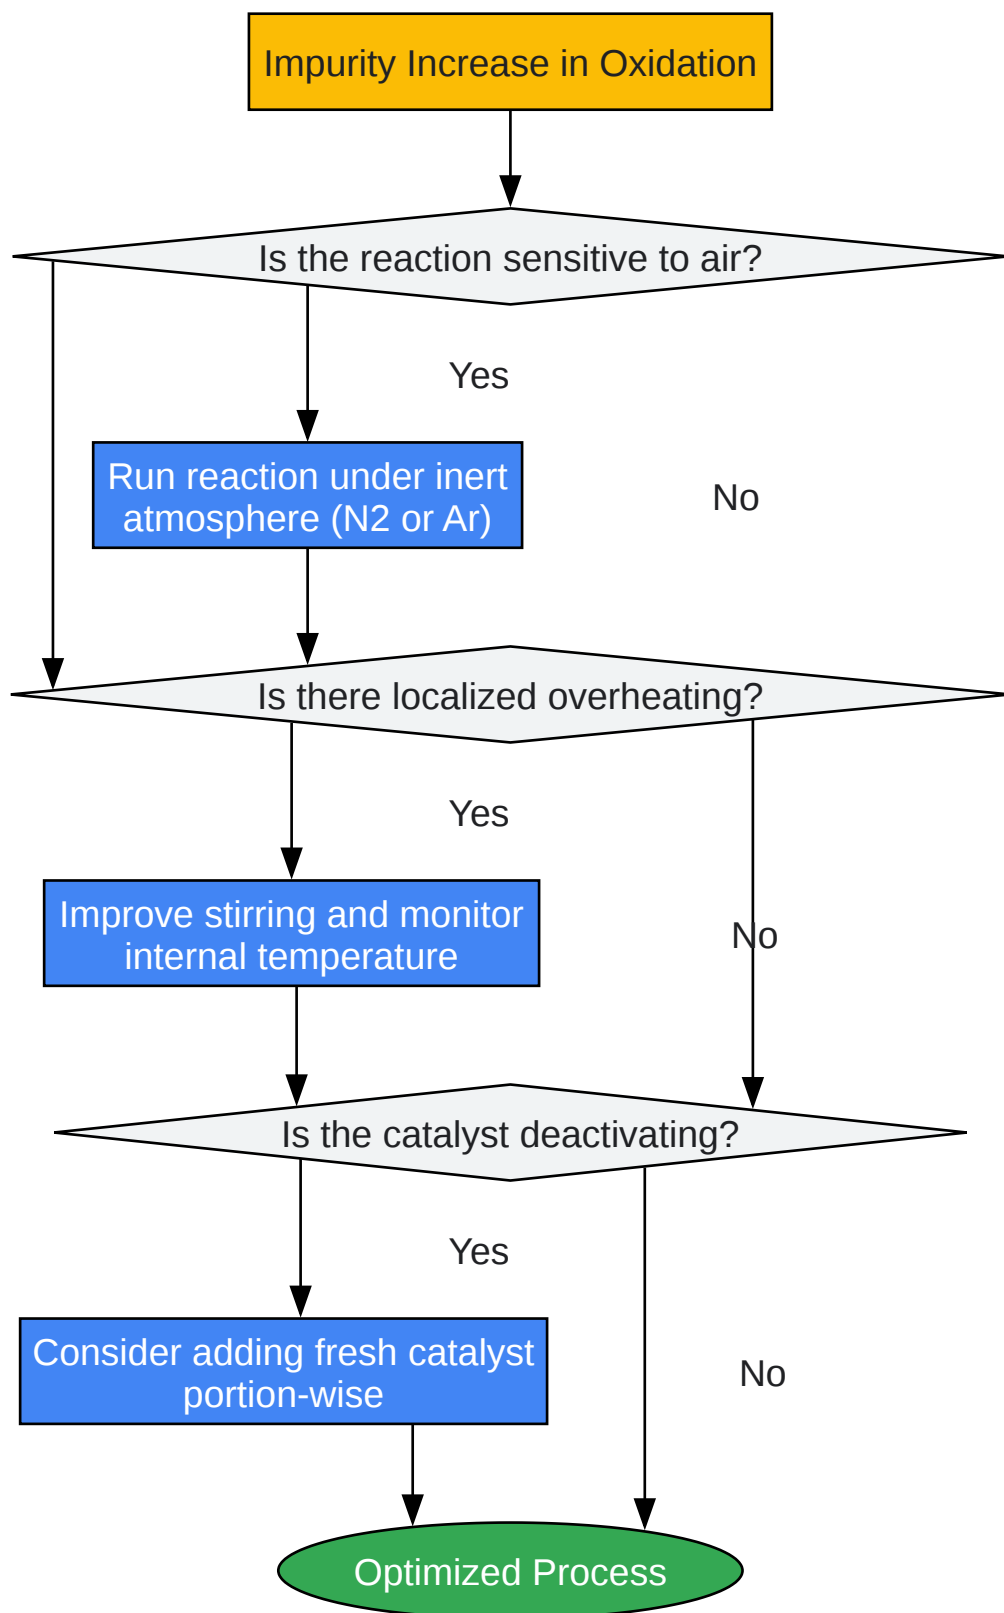 Impurity Increase in Oxidation
Is the reaction sensitive to air?
Yes
Run reaction under inert
atmosphere (N2 or Ar)
No
Is there localized overheating?
Yes
Improve stirring and monitor
internal temperature
No
Is the catalyst deactivating?
Yes
Consider adding fresh catalyst
portion-wise
No
Optimized Process